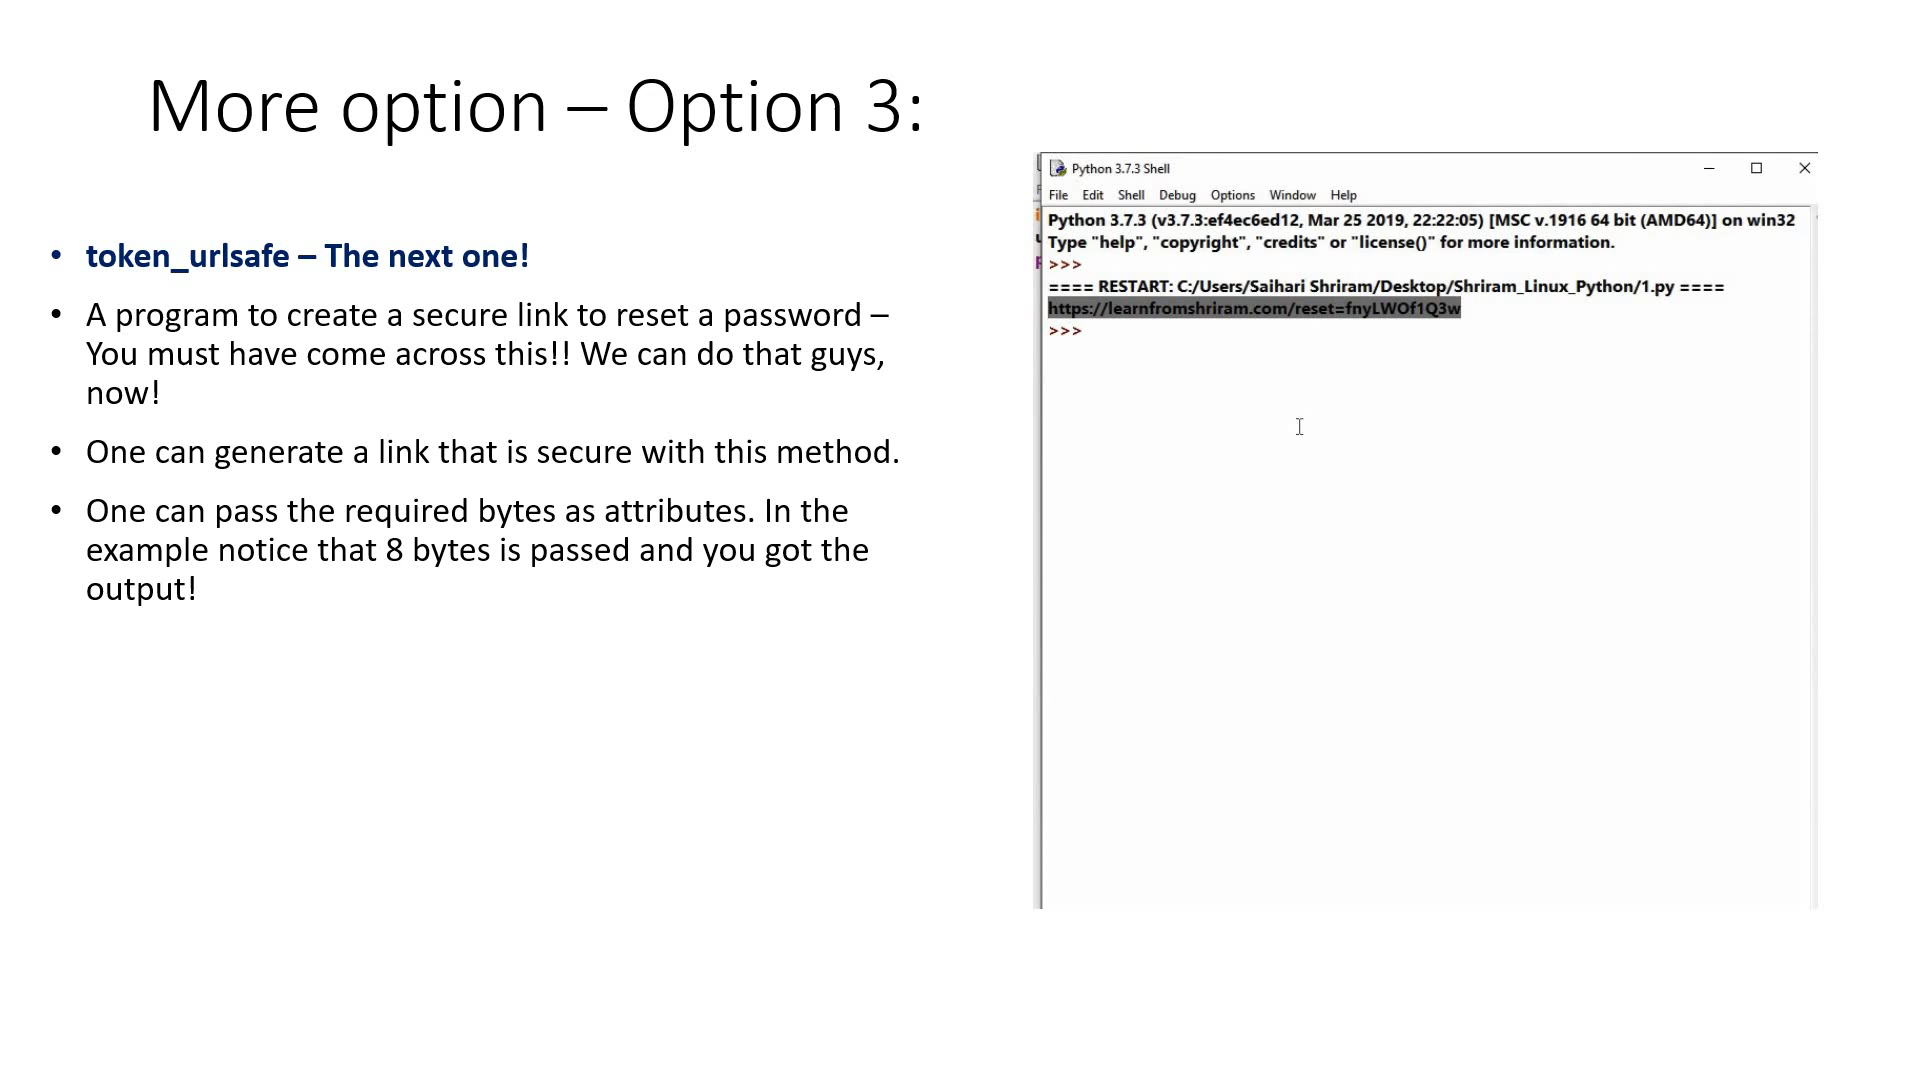 More option – Option 3:
• token_urlsafe – The next one!
• A program to create a secure link to reset a password –
You must have come across this!! We can do that guys,
now!
• One can generate a link that is secure with this method.
• One can pass the required bytes as attributes. In the
example notice that 8 bytes is passed and you got the
output!
Python 3.7.3 Shell
File Edit Shell Debug Options Window Help
Python 3.7.3 (v3.7.3:ef4ec6ed12, Mar 25 2019, 22:22:05) [MSC v.1916 64 bit (AMD64)] on win32
Type "help", "copyright", "credits" or "license()" for more information.
>>>
==== RESTART: C:/Users/Saihari Shriram/Desktop/Shriram_Linux_Python/1.py ====
https://learnfromshriram.com/reset=fnyLWOf1Q3w
>>>